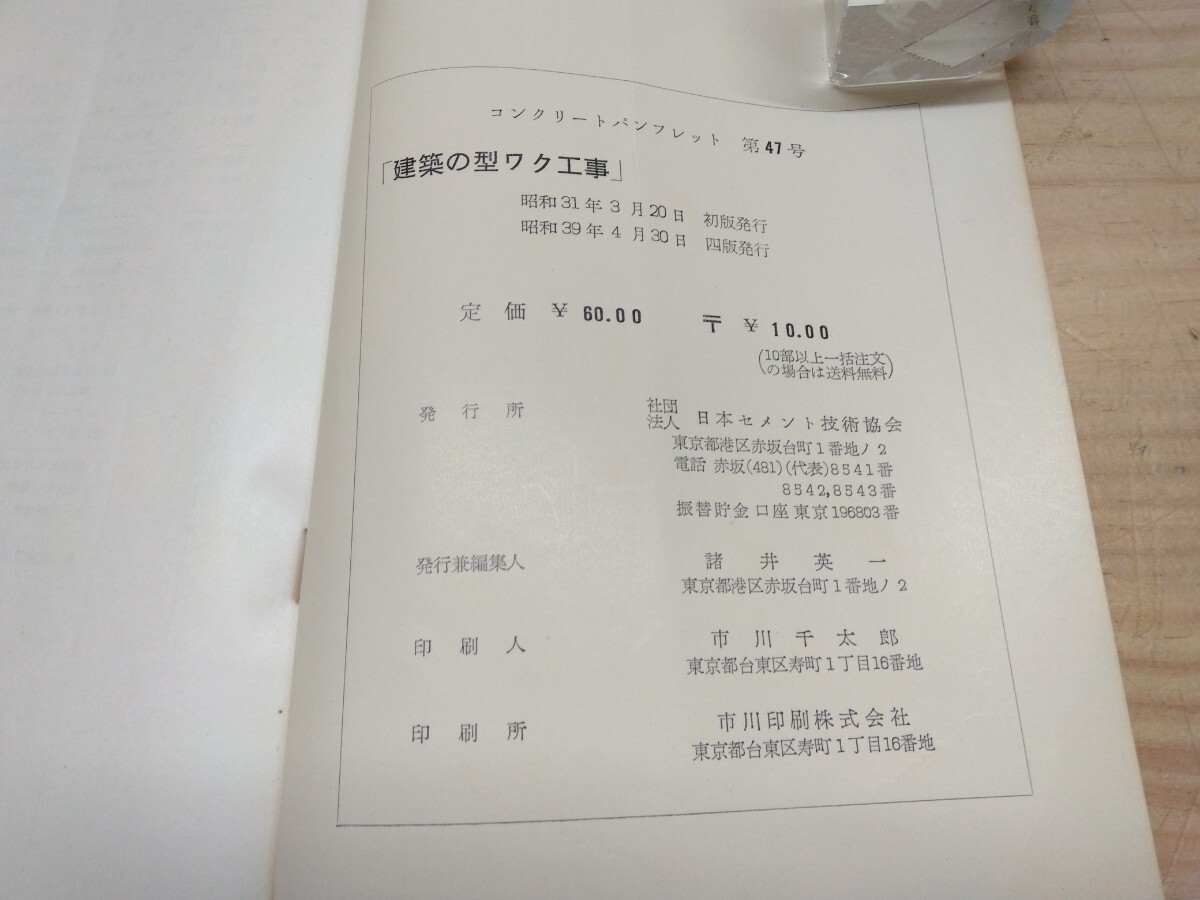 コンクリートパンフレット 第47号
「建築の型ワク工事」
昭和31年3月20日 初版発行
昭和39年4月30日 四版発行
定価 ¥ 60.00 〒 ¥ 10.00
(10部以上一括注文
の場合は送料無料)
発行所 社団法人 日本セメント技術協会
東京都港区赤坂台町1番地ノ2
電話 赤坂(481)(代表)8541番
8542,8543番
振替貯金口座東京196803番
発行兼編集人 諸井英一
東京都港区赤坂台町1番地ノ2
印刷人 市川千太郎
東京都台東区寿町1丁目16番地
印刷所 市川印刷株式会社
東京都台東区寿町1丁目16番地